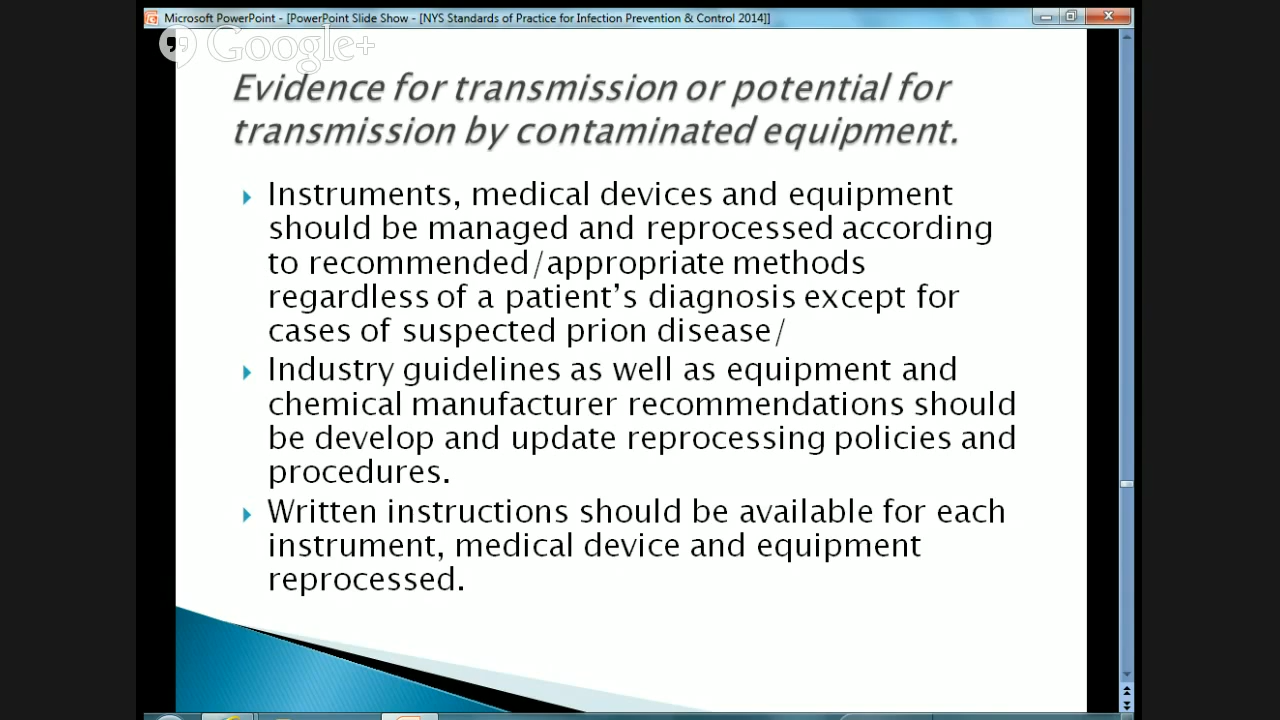 Microsoft PowerPoint - [PowerPoint Slide Show - [NYS Standards of Practice for Infection Prevention & Control 2014]]
Google+
Evidence for transmission or potential for
transmission by contaminated equipment.
Instruments, medical devices and equipment
should be managed and reprocessed according
to recommended/appropriate methods
regardless of a patient's diagnosis except for
cases of suspected prion disease/
Industry guidelines as well as equipment and
chemical manufacturer recommendations should
be develop and update reprocessing policies and
procedures.
Written instructions should be available for each
instrument, medical device and equipment
reprocessed.